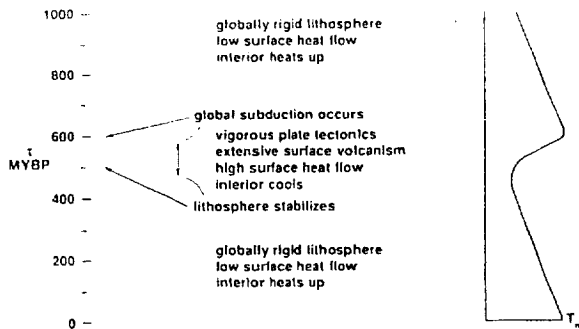 1000
globally rigid lithosphere
low surface heat flow
interior heats up
800
global subduction occurs
600
vigorous plate tectonics
extensive surface volcanism
high surface heat flow
interior cools
τ
MYBP
400
lithosphere stabilizes
200
globally rigid lithosphere
low surface heat flow
interior heats up
0